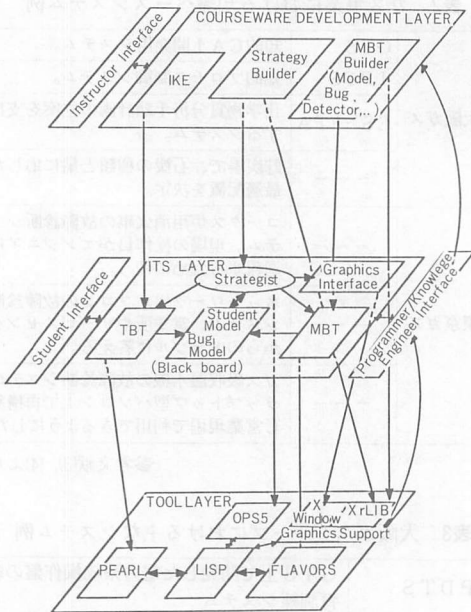 COURSEWARE DEVELOPMENT LAYER
Instructor Interface
IKE
Strategy
Builder
MBT
Builder
(Model,
Bug
Detector...)
ITS LAYER
Strategist
Graphics
Interface
Student Interface
TBT
Student
Model
Bug
Model
(Black board)
MBT
Programmer/Knowlege
Engineer Interface
TOOL LAYER
OPS5
X
Window
XrLIB
Graphics Support
PEARL
LISP
FLAVORS